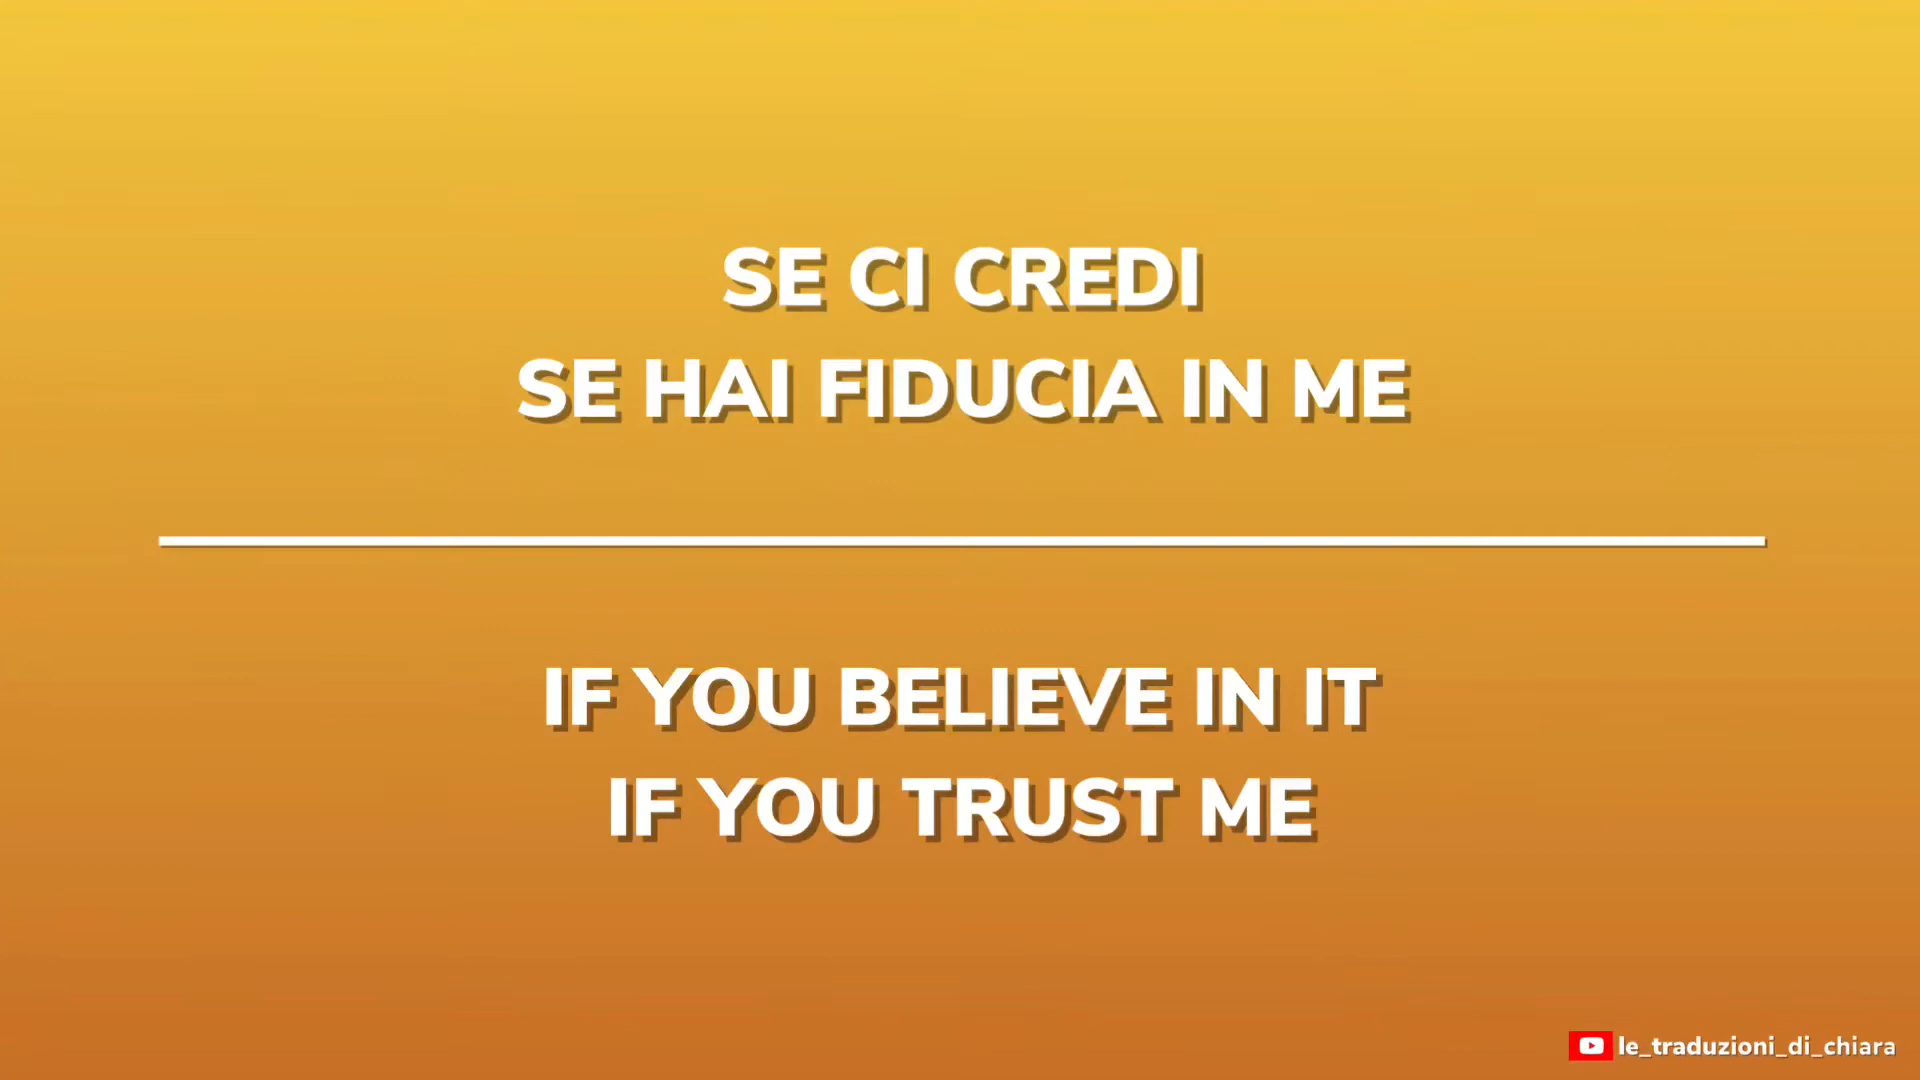 SE CI CREDI
SE HAI FIDUCIA IN ME
IF YOU BELIEVE IN IT
IF YOU TRUST ME
le_traduzioni_di_chiara